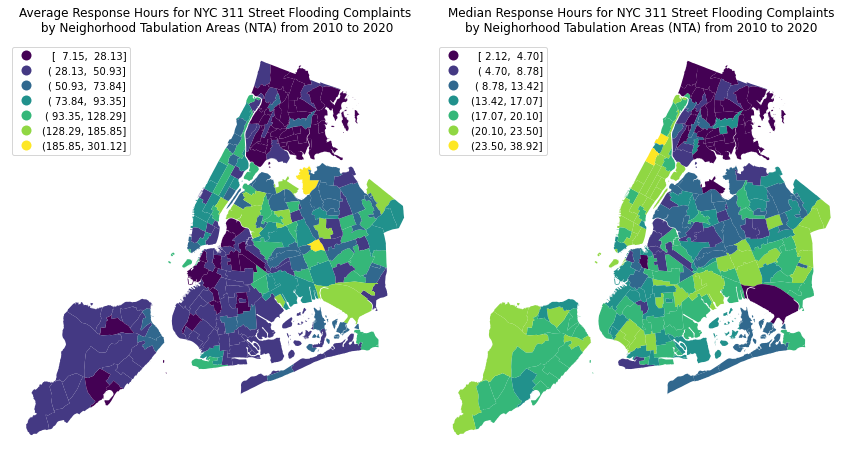 Average Response Hours for NYC 311 Street Flooding Complaints
by Neighorhood Tabulation Areas (NTA) from 2010 to 2020
[ 7.15, 28.13]
( 28.13, 50.93]
( 50.93, 73.84]
( 73.84, 93.35]
( 93.35, 128.29]
(128.29, 185.85]
(185.85, 301.12]
Median Response Hours for NYC 311 Street Flooding Complaints
by Neighorhood Tabulation Areas (NTA) from 2010 to 2020
[ 2.12, 4.70]
( 4.70, 8.78]
( 8.78, 13.42]
(13.42, 17.07]
(17.07, 20.10]
(20.10, 23.50]
(23.50, 38.92]